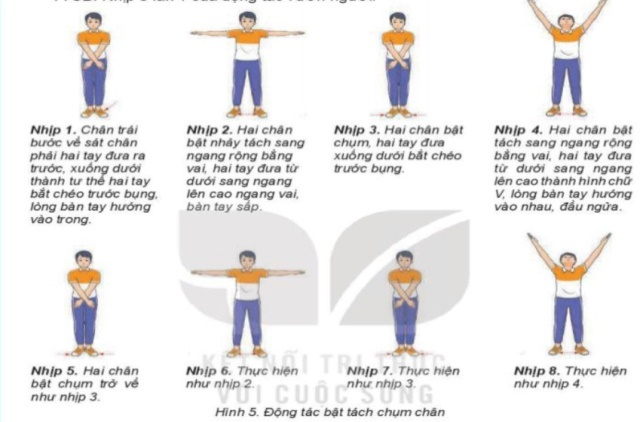 Nhịp 1. Chân trái
bước về sát chân
phải hai tay đưa ra
trước, xuống dưới
thành tư thế hai tay
bắt chéo trước bụng,
lòng bàn tay hướng
vào trong.
Nhịp 2. Hai chân
bật nhảy tách sang
ngang rộng bằng
vai, hai tay đưa từ
dưới sang ngang
lên cao ngang vai,
bàn tay sấp.
Nhịp 3. Hai chân bật
chụm, hai tay đưa
xuống dưới bắt chéo
trước bụng.
Nhịp 4. Hai chân bật
tách sang ngang rộng
bằng vai, hai tay đưa
từ dưới sang ngang
lên cao thành hình chữ
V, lòng bàn tay hướng
vào nhau, đầu ngửa.
Nhịp 5. Hai chân
bật chụm trở về
như nhịp 3.
Nhịp 6. Thực hiện
như nhịp 2.
Nhịp 7. Thực hiện
như nhịp 3.
Nhịp 8. Thực hiện
như nhịp 4.
KẾT NỐI TRI THỨC
VỚI CUỘC SỐNG
Hình 5. Động tác bật tách chụm chân